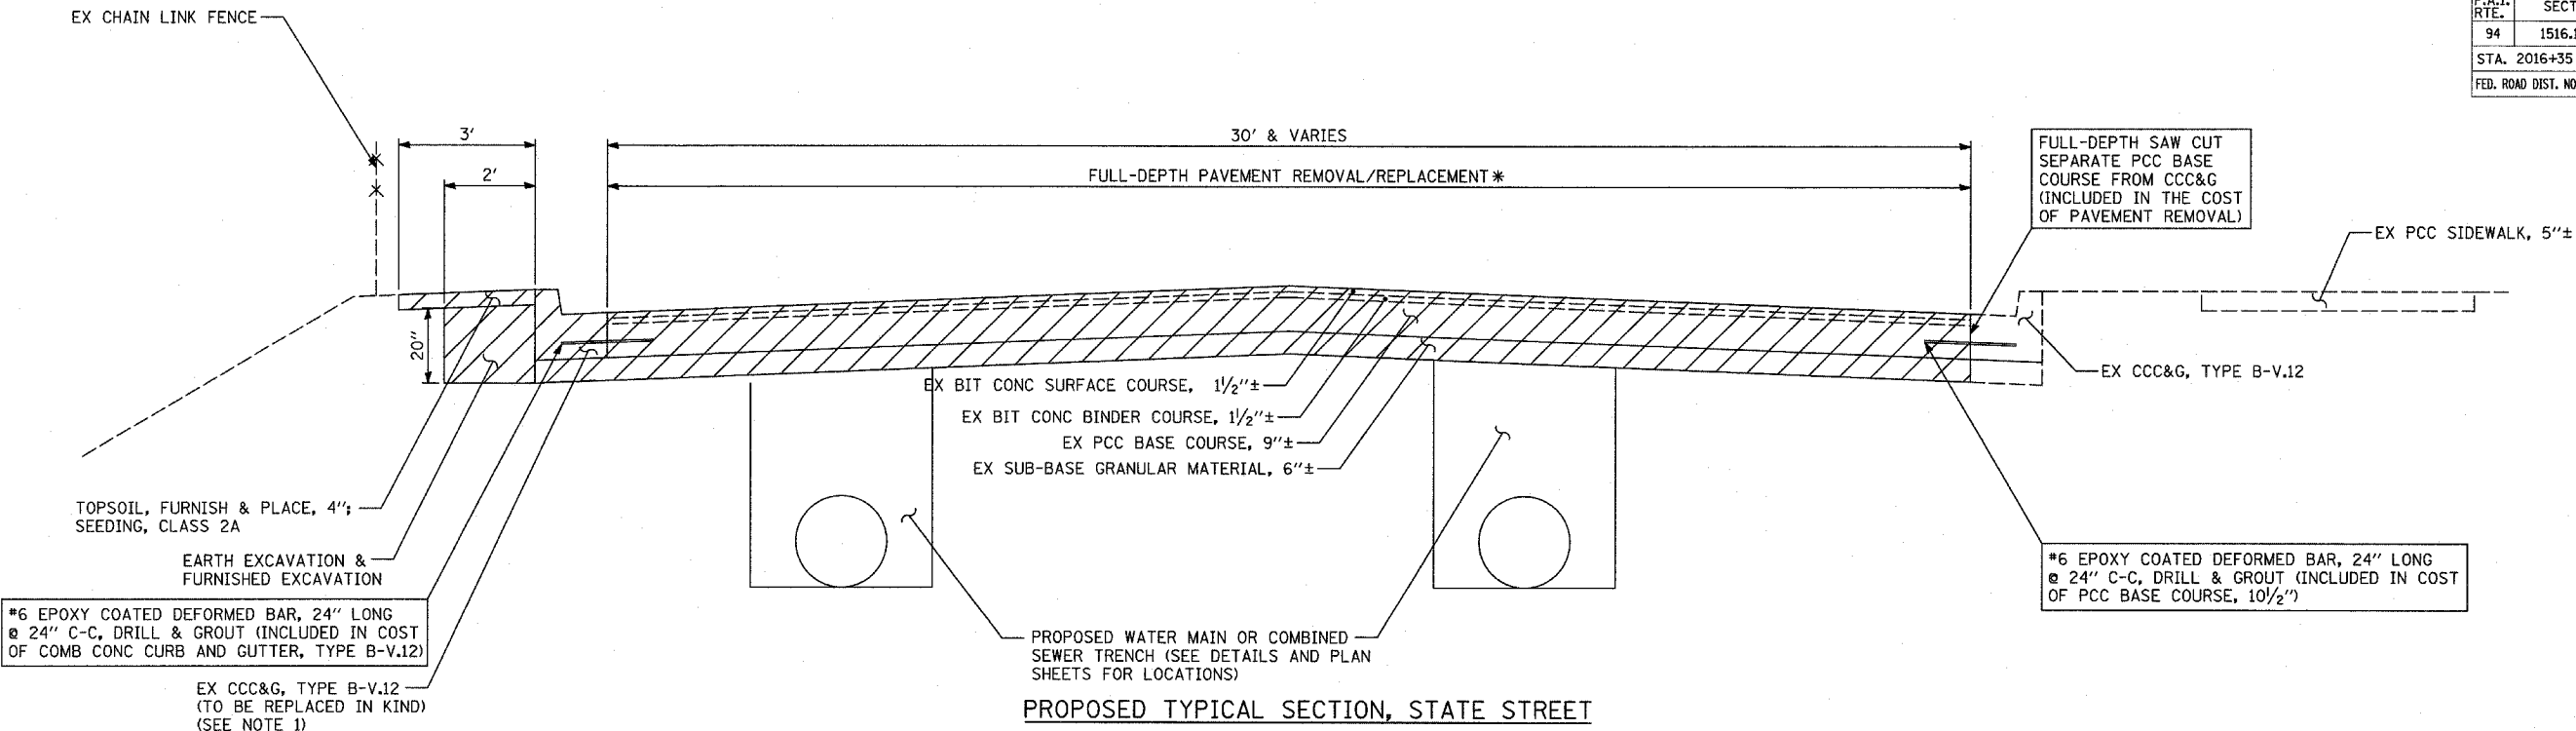 EX CHAIN LINK FENCE
F.A.I. RTE.
SECT
94
1516.1
STA. 2016+35
FED. ROAD DIST. NO
3'
2'
20"
30' & VARIES
FULL-DEPTH PAVEMENT REMOVAL/REPLACEMENT*
FULL-DEPTH SAW CUT
SEPARATE PCC BASE
COURSE FROM CCC&G
(INCLUDED IN THE COST
OF PAVEMENT REMOVAL)
EX PCC SIDEWALK, 5"±
EX CCC&G, TYPE B-V.12
EX BIT CONC SURFACE COURSE, 1½"±
EX BIT CONC BINDER COURSE, 1½"±
EX PCC BASE COURSE, 9"±
EX SUB-BASE GRANULAR MATERIAL, 6"±
TOPSOIL, FURNISH & PLACE, 4";
SEEDING, CLASS 2A
EARTH EXCAVATION &
FURNISHED EXCAVATION
#6 EPOXY COATED DEFORMED BAR, 24" LONG
@ 24" C-C, DRILL & GROUT (INCLUDED IN COST
OF COMB CONC CURB AND GUTTER, TYPE B-V.12)
EX CCC&G, TYPE B-V.12
(TO BE REPLACED IN KIND)
(SEE NOTE 1)
PROPOSED WATER MAIN OR COMBINED
SEWER TRENCH (SEE DETAILS AND PLAN
SHEETS FOR LOCATIONS)
#6 EPOXY COATED DEFORMED BAR, 24" LONG
@ 24" C-C, DRILL & GROUT (INCLUDED IN COST
OF PCC BASE COURSE, 10½")
PROPOSED TYPICAL SECTION, STATE STREET